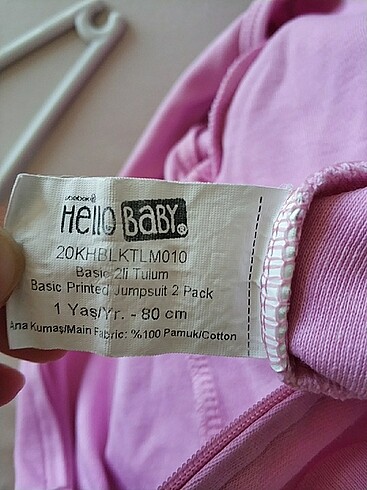 Hello BABY®
20KHBLKTLM010
Basic 2li Tulum
Basic Printed Jumpsuit 2 Pack
1 Yaş/Yr. - 80 cm
Ana Kumaş/Main Fabric: %100 Pamuk/Cotton